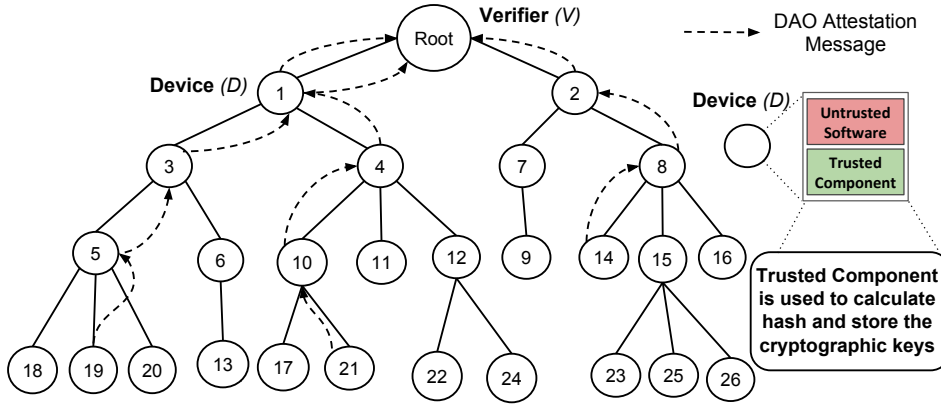 Verifier (V)
Root
DAO Attestation
Message
Device (D)
1
2
Device (D)
Untrusted
Software
Trusted
Component
3
4
7
8
5
6
10
11
12
9
14
15
16
18
19
20
13
17
21
22
24
23
25
26
Trusted Component
is used to calculate
hash and store the
cryptographic keys